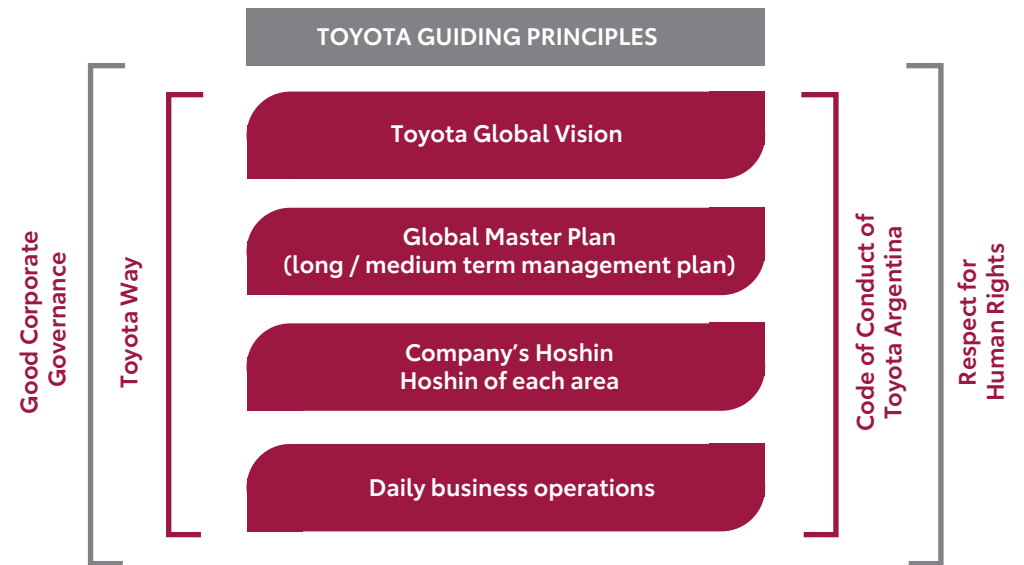 TOYOTA GUIDING PRINCIPLES
Good Corporate
Governance
Toyota Way
Toyota Global Vision
Global Master Plan
(long / medium term management plan)
Company’s Hoshin
Hoshin of each area
Daily business operations
Code of Conduct of
Toyota Argentina
Respect for
Human Rights